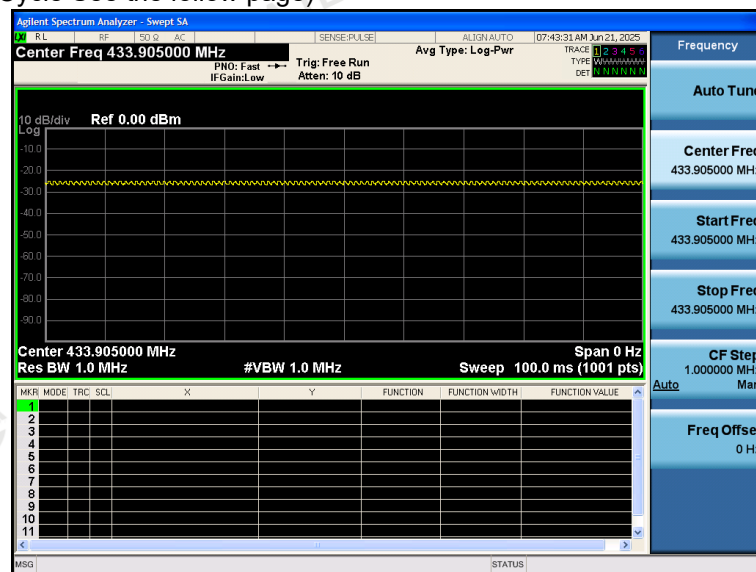 Cycle See the follow page)
Agilent Spectrum Analyzer - Swept SA
LXI RL RF 50 Ω AC SENSE:PULSE ALIGN AUTO 07:43:31 AM Jun 21, 2025
Center Freq 433.905000 MHz Avg Type: Log-Pwr TRACE 1 2 3 4 5 6
PNO: Fast Trig: Free Run TYPE W
IFGain:Low Atten: 10 dB DET N N N N N N
10 dB/div Ref 0.00 dBm
Log
-10.0
-20.0
-30.0
-40.0
-50.0
-60.0
-70.0
-80.0
-90.0
Center 433.905000 MHz Span 0 Hz
Res BW 1.0 MHz #VBW 1.0 MHz Sweep 100.0 ms (1001 pts)
MKR MODE TRC SCL X Y FUNCTION FUNCTION WIDTH FUNCTION VALUE
1
2
3
4
5
6
7
8
9
10
11
MSG STATUS
Frequency
Auto Tune
Center Freq
433.905000 MH
Start Freq
433.905000 MH
Stop Freq
433.905000 MH
CF Step
1.000000 MH
Auto Man
Freq Offse
0 H